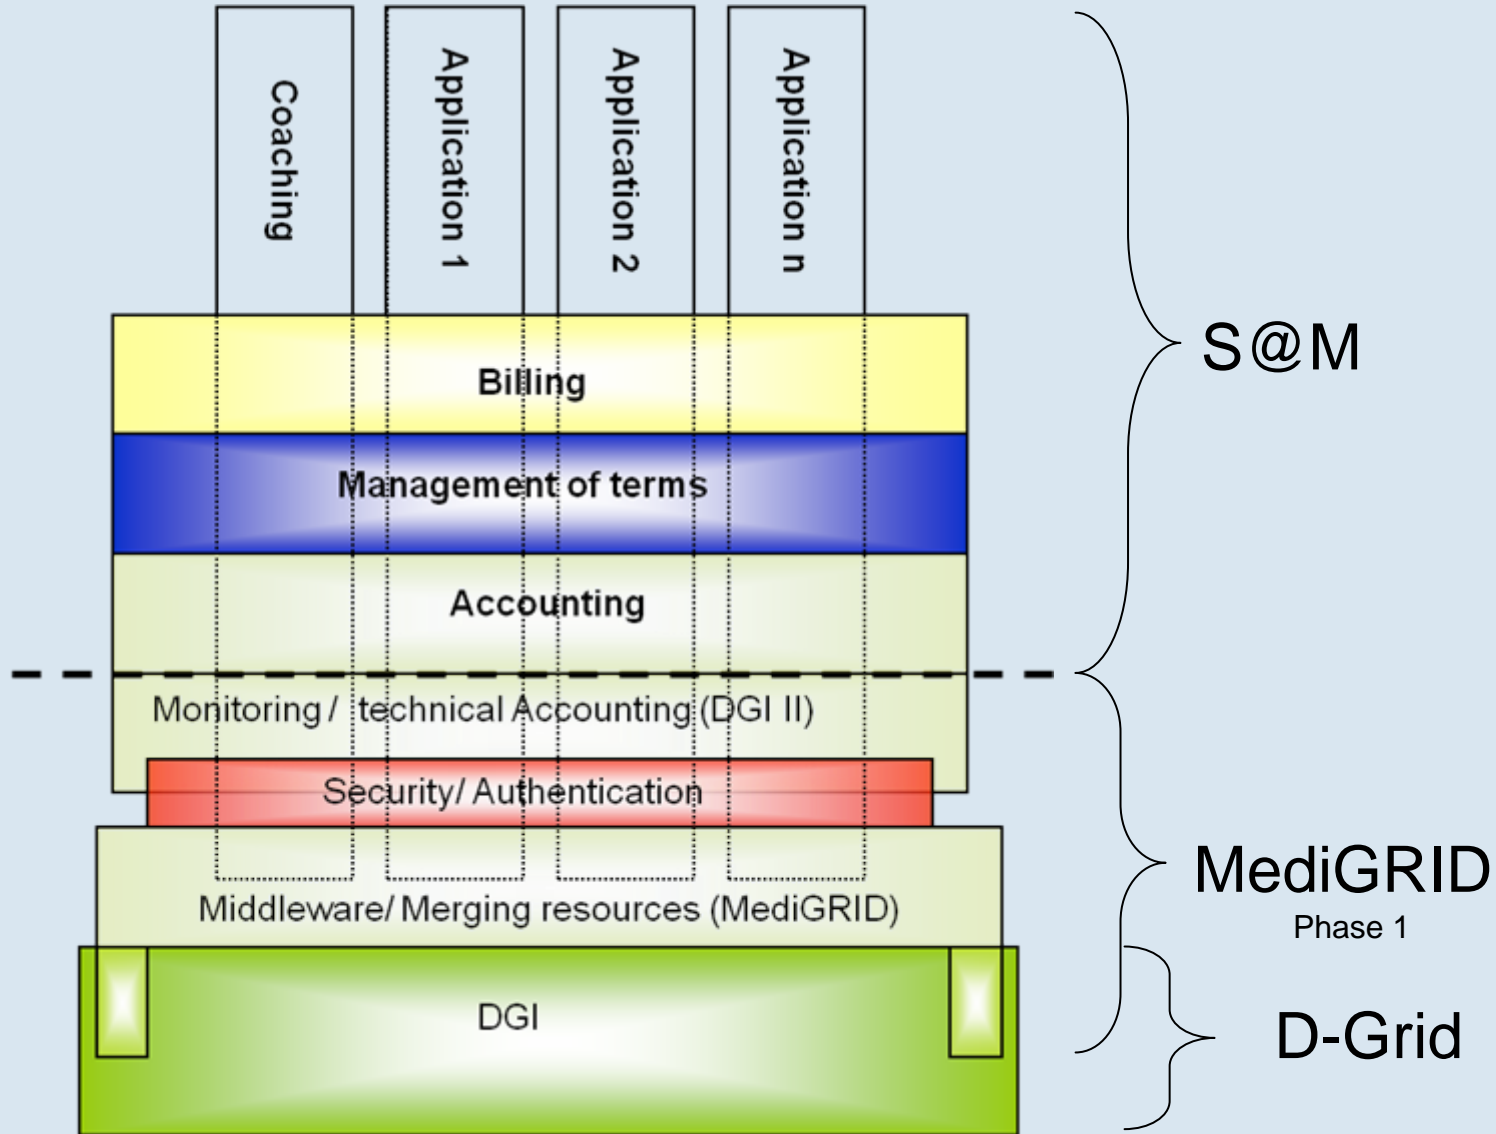 Coaching
Application 1
Application 2
Application n
Billing
Management of terms
Accounting
Monitoring / technical Accounting (DGI II)
Security/ Authentication
Middleware/ Merging resources (MediGRID)
DGI
S@M
MediGRID
Phase 1
D-Grid